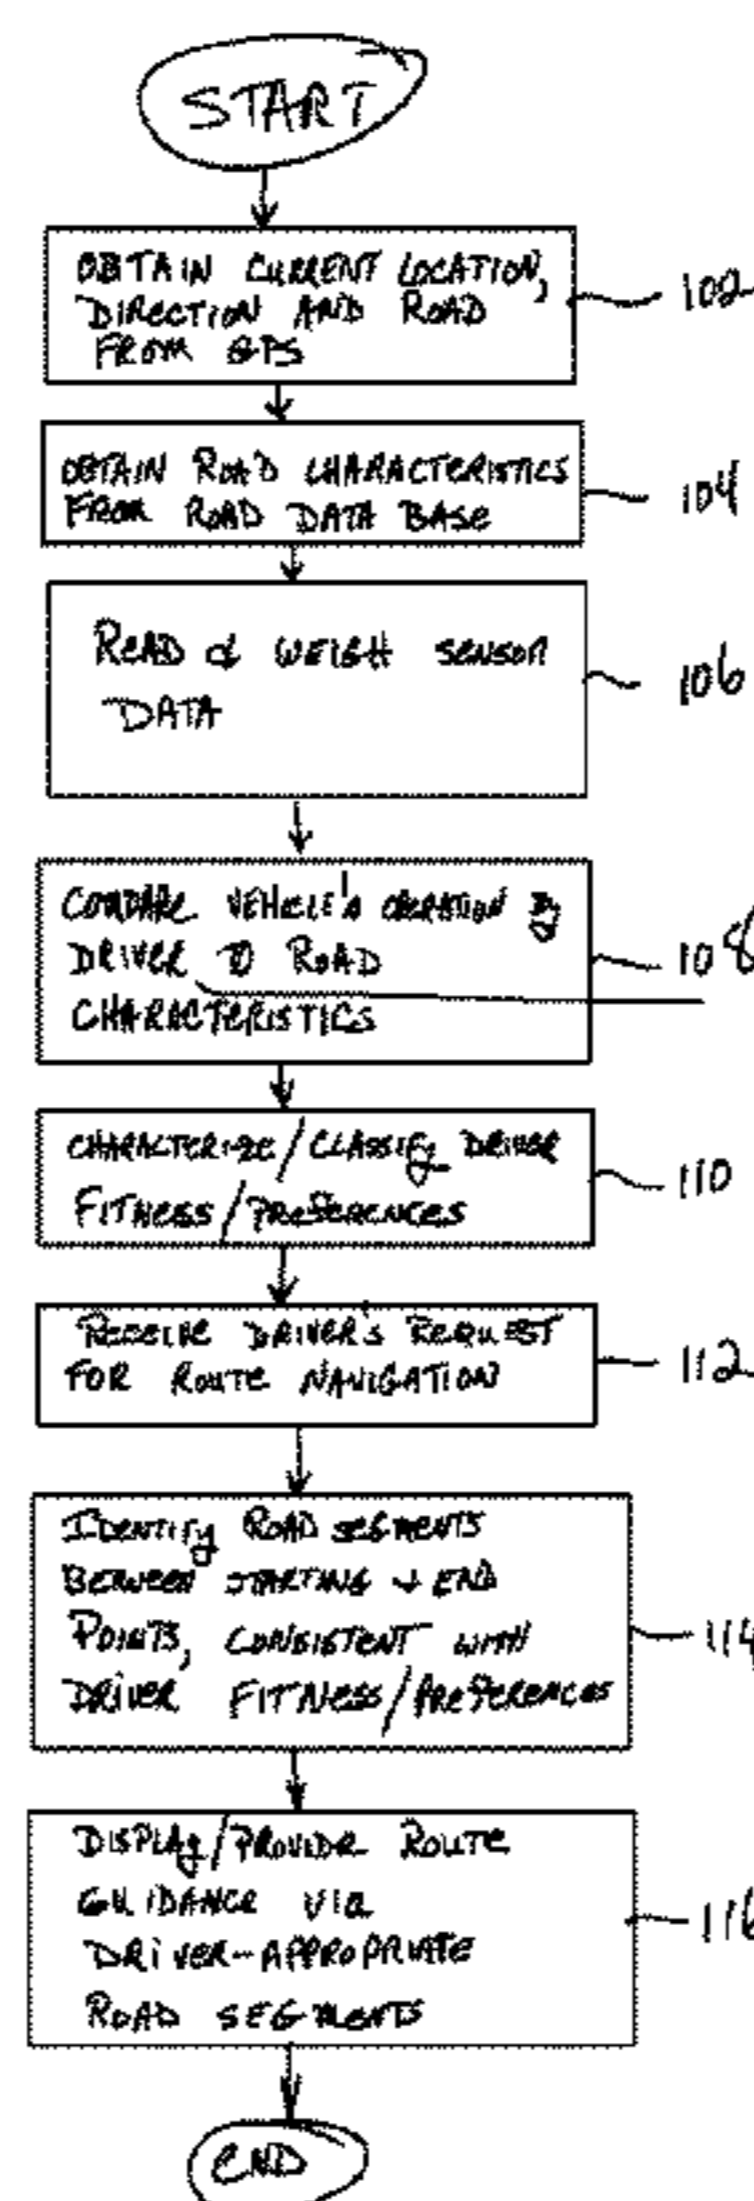 START
OBTAIN CURRENT LOCATION,
DIRECTION AND ROAD
FROM GPS
102
OBTAIN ROAD CHARACTERISTICS
FROM ROAD DATA BASE
104
READ & WEIGH SENSOR
DATA
106
COMPARE VEHICLE'S OPERATION By
DRIVER TO ROAD
CHARACTERISTICS
108
CHARACTERIZE/CLASSIFY DRIVER
FITNESS/PREFERENCES
110
RECEIVE DRIVER'S REQUEST
FOR ROUTE NAVIGATION
112
IDENTIFY ROAD SEGMENTS
BETWEEN STARTING & END
POINTS, CONSISTENT WITH
DRIVER FITNESS/PREFERENCES
114
DISPLAY/PROVIDE ROUTE
GUIDANCE VIA
DRIVER-APPROPRIATE
ROAD SEGMENTS
116
END